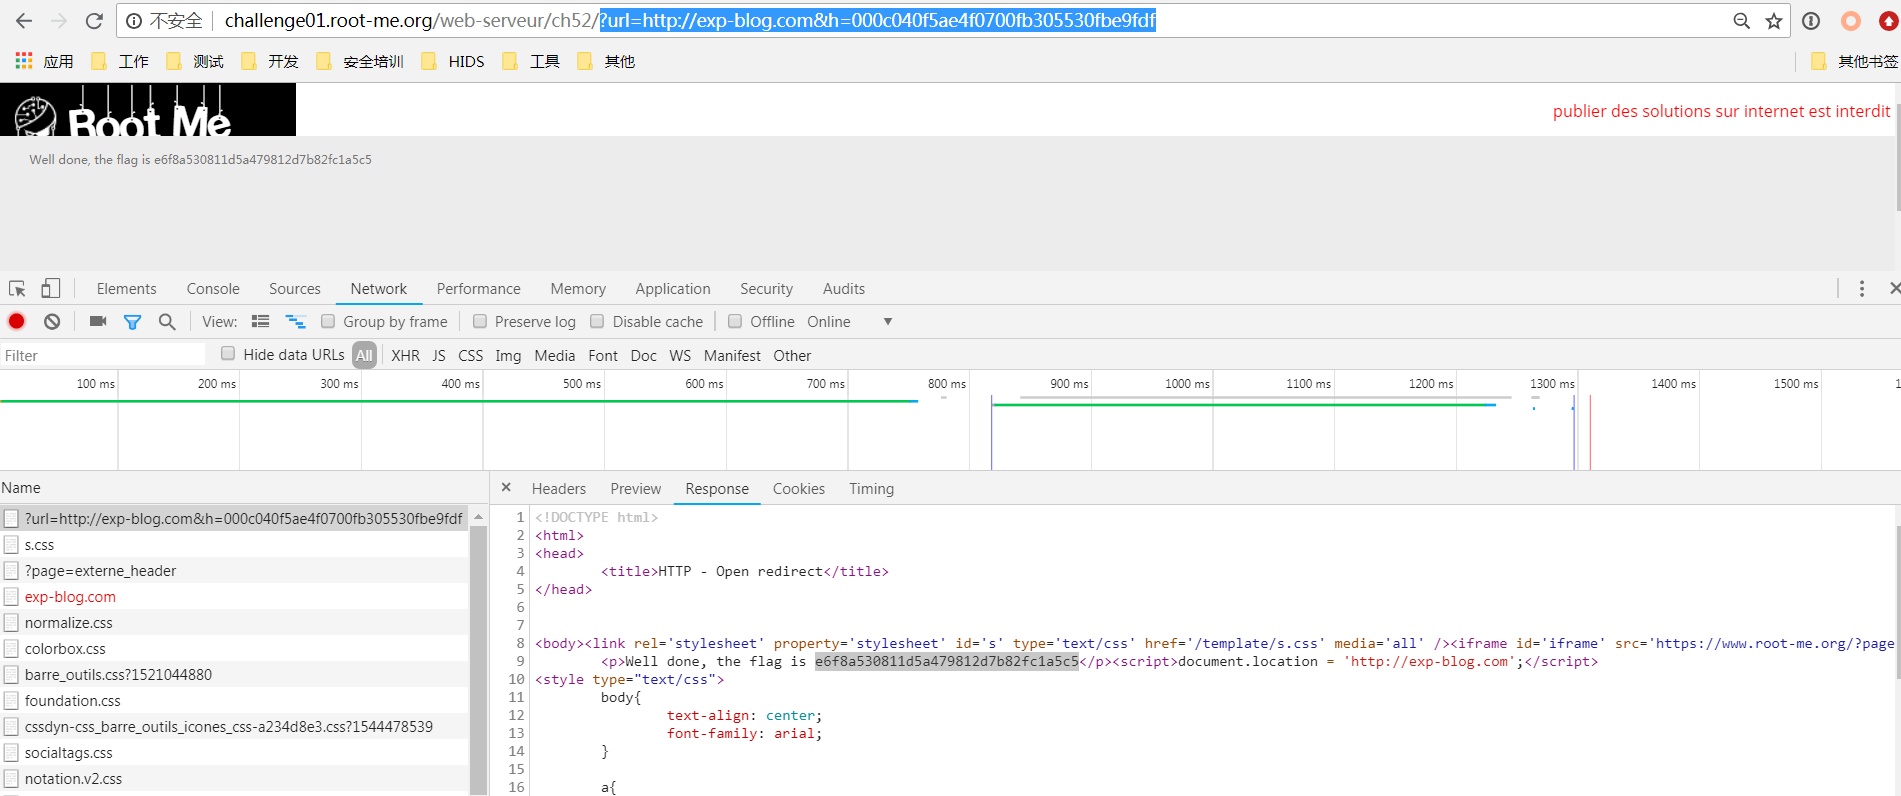 不安全 challenge01.root-me.org/web-serveur/ch52/?url=http://exp-blog.com&h=000c040f5ae4f0700fb305530fbe9fdf
应用 工作 测试 开发 安全培训 HIDS 工具 其他 其他书签
Root Me
publier des solutions sur internet est interdit
Well done, the flag is e6f8a530811d5a479812d7b82fc1a5c5
Elements Console Sources Network Performance Memory Application Security Audits
View: Group by frame Preserve log Disable cache Offline Online
Filter Hide data URLs All XHR JS CSS Img Media Font Doc WS Manifest Other
100 ms 200 ms 300 ms 400 ms 500 ms 600 ms 700 ms 800 ms 900 ms 1000 ms 1100 ms 1200 ms 1300 ms 1400 ms 1500 ms 1
Name
?url=http://exp-blog.com&h=000c040f5ae4f0700fb305530fbe9fdf
s.css
?page=externe_header
exp-blog.com
normalize.css
colorbox.css
barre_outils.css?1521044880
foundation.css
cssdyn-css_barre_outils_icones_css-a234d8e3.css?1544478539
socialtags.css
notation.v2.css
× Headers Preview Response Cookies Timing
1 <!DOCTYPE html>
2 <html>
3 <head>
4 <title>HTTP - Open redirect</title>
5 </head>
6
7
8 <body><link rel='stylesheet' property='stylesheet' id='s' type='text/css' href='/template/s.css' media='all' /><iframe id='iframe' src='https://www.root-me.org/?page
9 <p>Well done, the flag is e6f8a530811d5a479812d7b82fc1a5c5</p><script>document.location = 'http://exp-blog.com';</script>
10 <style type="text/css">
11 body{
12 text-align: center;
13 font-family: arial;
14 }
15
16 a{